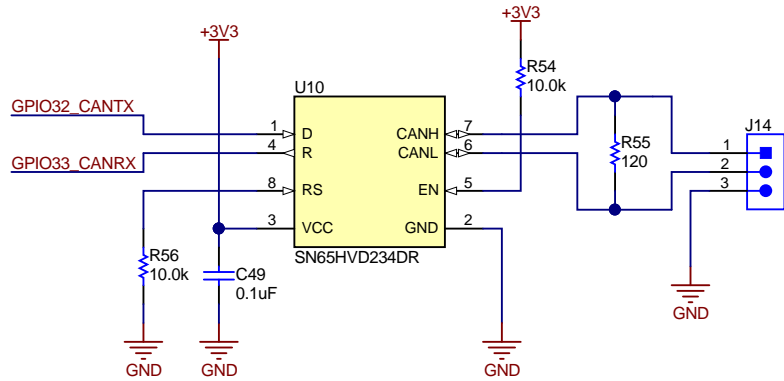 +3V3
+3V3
R54
10.0k
U10
GPIO32_CANTX
GPIO33_CANRX
1 D CANH 7
4 R CANL 6
8 RS EN 5
3 VCC GND 2
SN65HVD234DR
R55
120
J14
1
2
3
R56
10.0k
C49
0.1uF
GND
GND
GND
GND